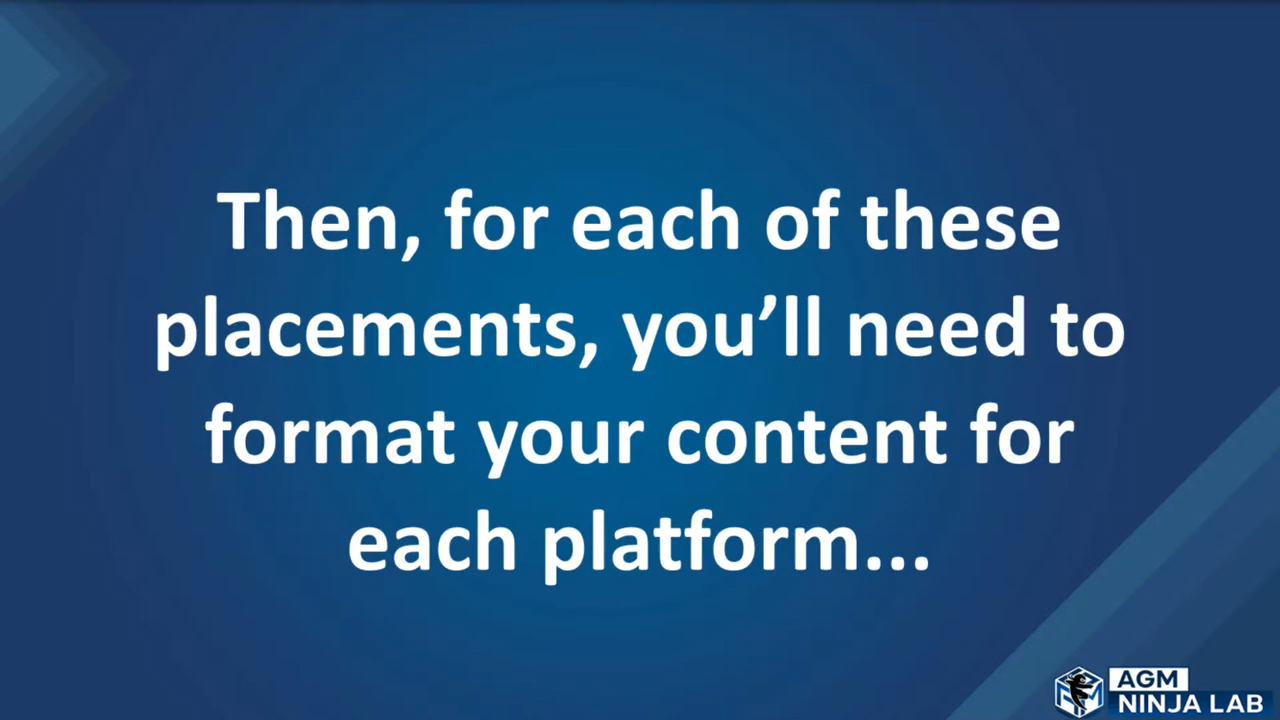 Then, for each of these
placements, you’ll need to
format your content for
each platform...
AGM
NINJA LAB